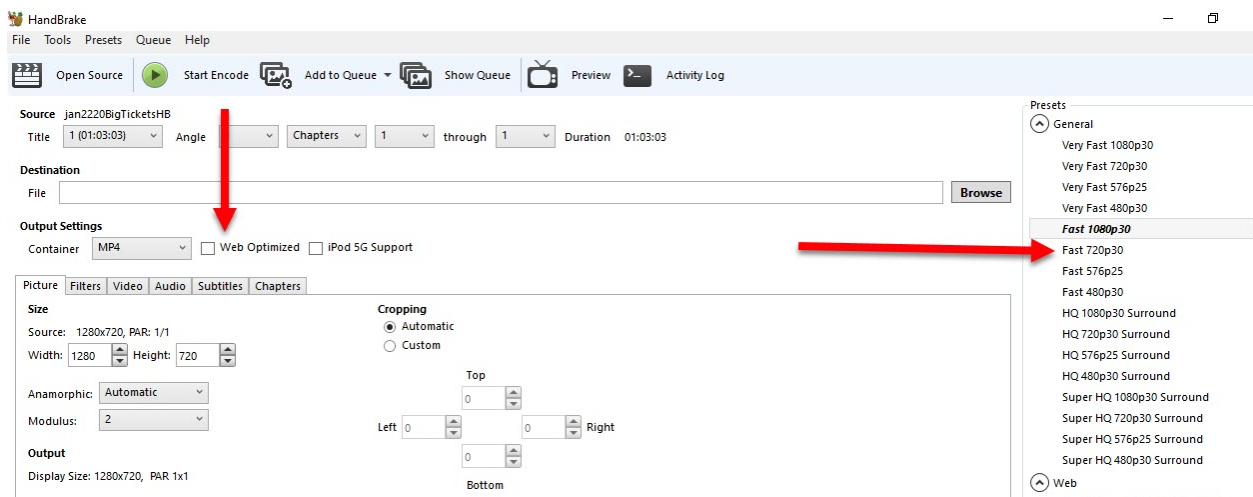 HandBrake
File Tools Presets Queue Help
Open Source Start Encode Add to Queue Show Queue Preview Activity Log
Source jan2220BigTicketsHB
Title 1 (01:03:03) Angle Chapters 1 through 1 Duration 01:03:03
Destination
File Browse
Output Settings
Container MP4 Web Optimized iPod 5G Support
Picture Filters Video Audio Subtitles Chapters
Size
Source: 1280x720, PAR: 1/1
Width: 1280 Height: 720
Anamorphic: Automatic
Modulus: 2
Output
Display Size: 1280x720, PAR 1x1
Cropping
Automatic
Custom
Top
0
Left 0 0 Right
0
Bottom
Presets
General
Very Fast 1080p30
Very Fast 720p30
Very Fast 576p25
Very Fast 480p30
Fast 1080p30
Fast 720p30
Fast 576p25
Fast 480p30
HQ 1080p30 Surround
HQ 720p30 Surround
HQ 576p25 Surround
HQ 480p30 Surround
Super HQ 1080p30 Surround
Super HQ 720p30 Surround
Super HQ 576p25 Surround
Super HQ 480p30 Surround
Web